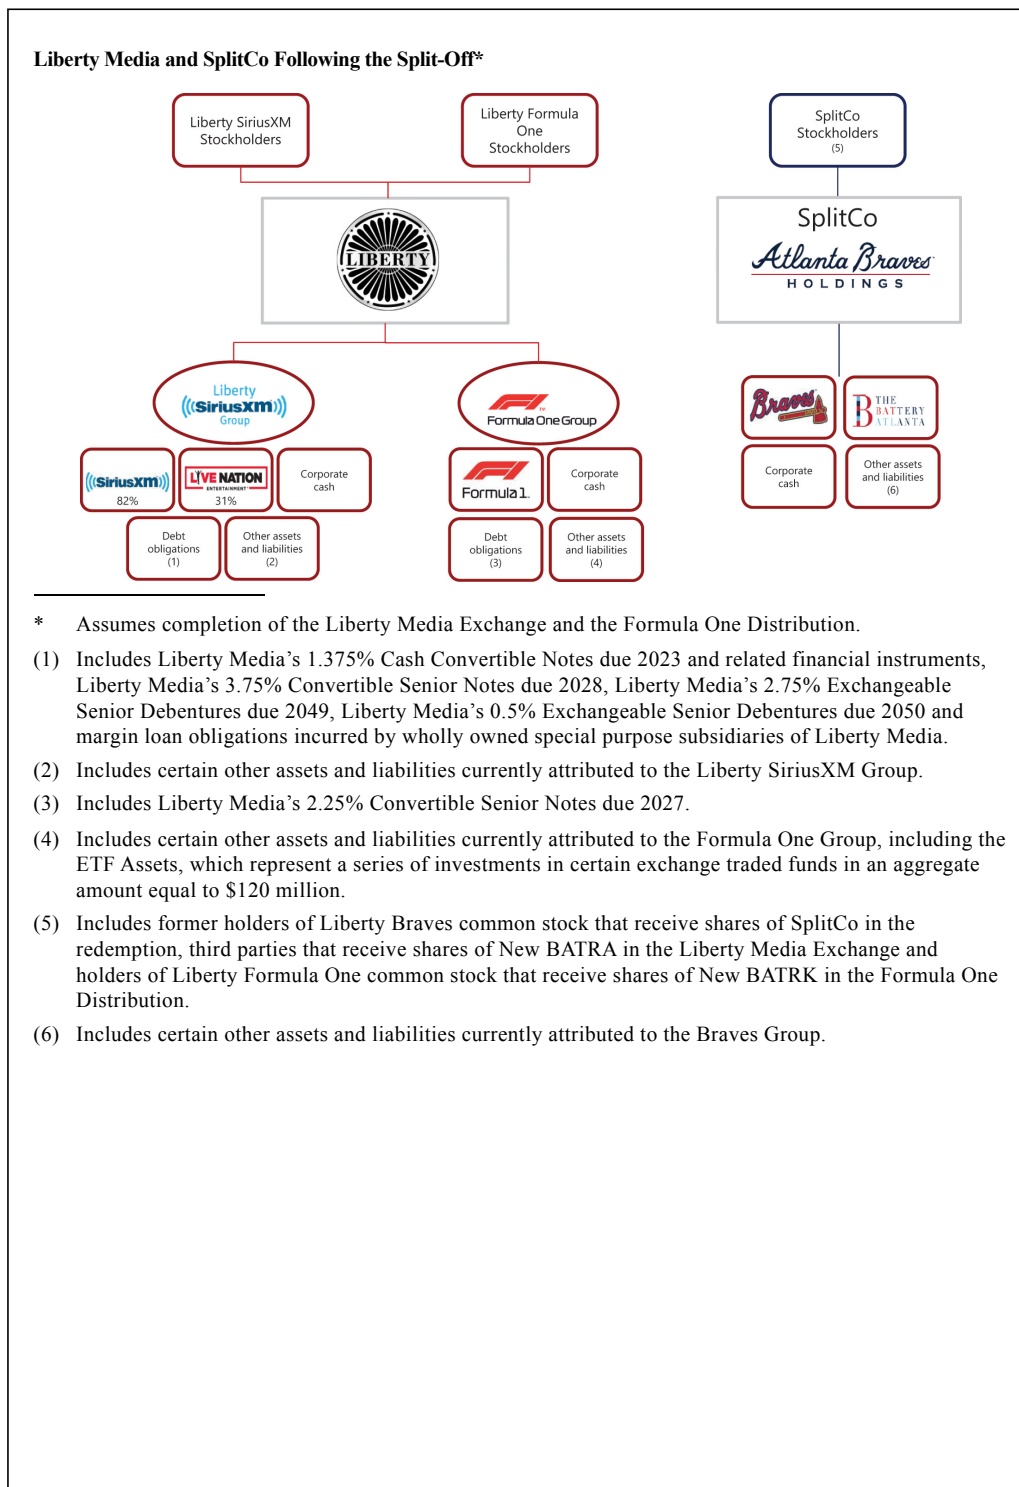 Liberty Media and SplitCo Following the Split-Off*
Liberty SiriusXM
Stockholders
Liberty Formula
One
Stockholders
SplitCo
Stockholders
(5)
LIBERTY
SplitCo
Atlanta Braves
HOLDINGS
Liberty
((SiriusXM))
Group
Formula One Group
Braves
THE
BATTERY
ATLANTA
((SiriusXM))
82%
LIVE NATION
ENTERTAINMENT
31%
Corporate
cash
Formula 1
Corporate
cash
Corporate
cash
Other assets
and liabilities
(6)
Debt
obligations
(1)
Other assets
and liabilities
(2)
Debt
obligations
(3)
Other assets
and liabilities
(4)
* Assumes completion of the Liberty Media Exchange and the Formula One Distribution.
(1) Includes Liberty Media’s 1.375% Cash Convertible Notes due 2023 and related financial instruments,
Liberty Media’s 3.75% Convertible Senior Notes due 2028, Liberty Media’s 2.75% Exchangeable
Senior Debentures due 2049, Liberty Media’s 0.5% Exchangeable Senior Debentures due 2050 and
margin loan obligations incurred by wholly owned special purpose subsidiaries of Liberty Media.
(2) Includes certain other assets and liabilities currently attributed to the Liberty SiriusXM Group.
(3) Includes Liberty Media’s 2.25% Convertible Senior Notes due 2027.
(4) Includes certain other assets and liabilities currently attributed to the Formula One Group, including the
ETF Assets, which represent a series of investments in certain exchange traded funds in an aggregate
amount equal to $120 million.
(5) Includes former holders of Liberty Braves common stock that receive shares of SplitCo in the
redemption, third parties that receive shares of New BATRA in the Liberty Media Exchange and
holders of Liberty Formula One common stock that receive shares of New BATRK in the Formula One
Distribution.
(6) Includes certain other assets and liabilities currently attributed to the Braves Group.